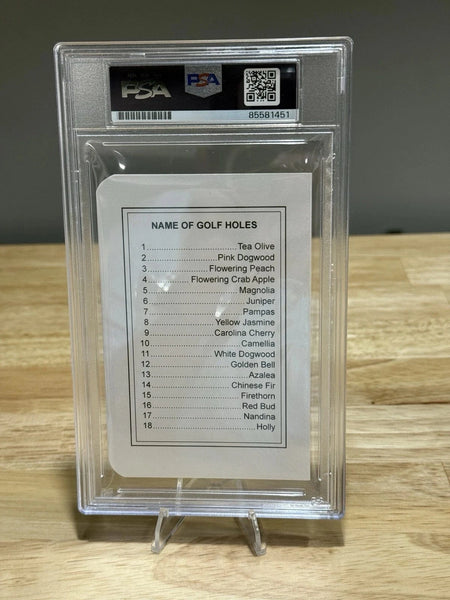 PSA
PSA
85581451
NAME OF GOLF HOLES
1 Tea Olive
2 Pink Dogwood
3 Flowering Peach
4 Flowering Crab Apple
5 Magnolia
6 Juniper
7 Pampas
8 Yellow Jasmine
9 Carolina Cherry
10 Camellia
11 White Dogwood
12 Golden Bell
13 Azalea
14 Chinese Fir
15 Firethorn
16 Red Bud
17 Nandina
18 Holly